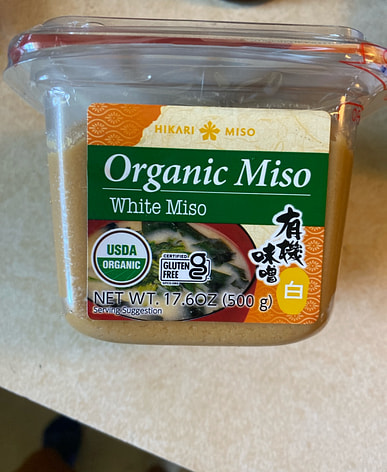 HIKARI MISO
Organic Miso
White Miso
有機
味噌
白
USDA
ORGANIC
CERTIFIED
GLUTEN
FREE
NET WT. 17.6OZ (500 g)
Serving Suggestion